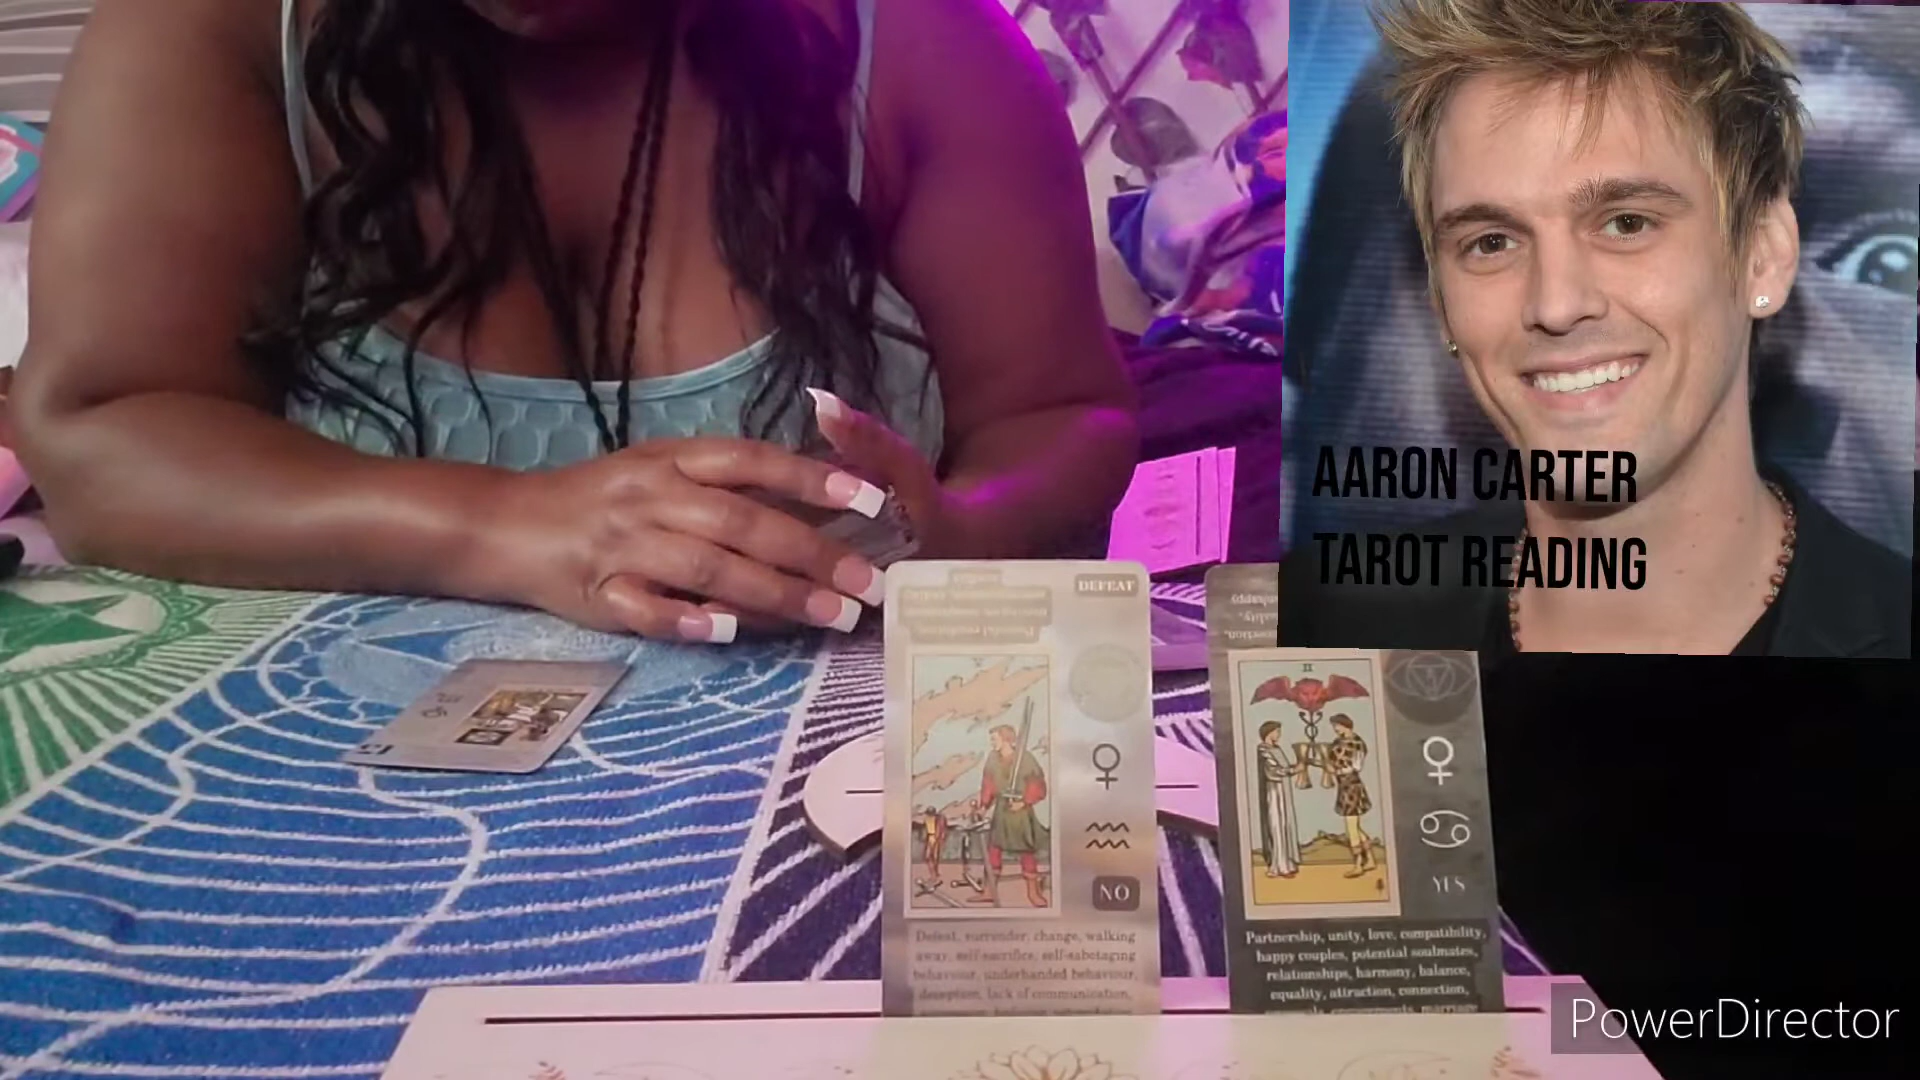 AARON CARTER
TAROT READING
DEFEAT
NO
Defeat, surrender, change, walking
away, self-sacrifice, self-sabotaging
behaviour, underhanded behaviour,
deception, lack of communication,
II
YES
Partnership, unity, love, compatibility,
happy couples, potential soulmates,
relationships, harmony, balance,
equality, attraction, connection,
PowerDirector